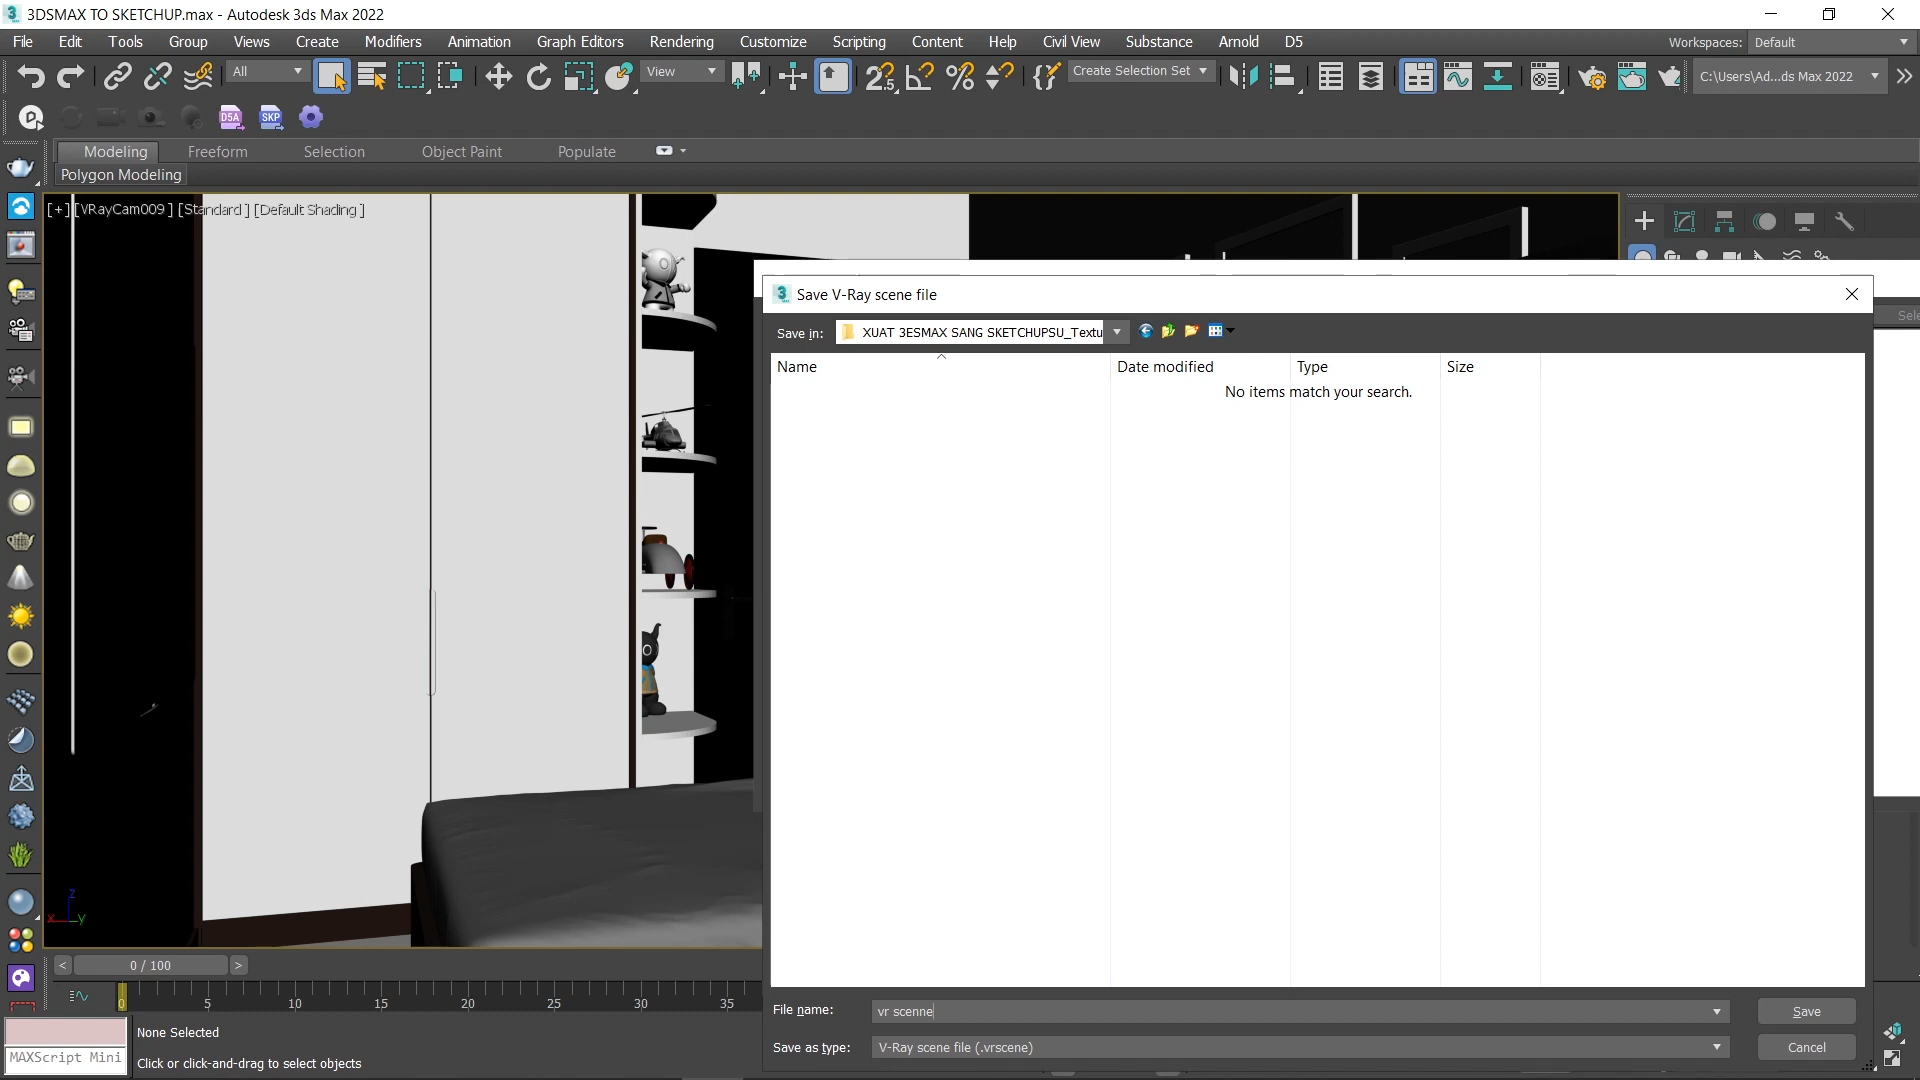 3DSMAX TO SKETCHUP.max - Autodesk 3ds Max 2022
File Edit Tools Group Views Create Modifiers Animation Graph Editors Rendering Customize Scripting Content Help Civil View Substance Arnold D5 Workspaces: Default
All View Create Selection Set C:\Users\Ad...ds Max 2022
D5A SKP
Modeling Freeform Selection Object Paint Populate
Polygon Modeling
[+] [VRayCam009 ] [Standard ] [Default Shading ]
Save V-Ray scene file
Save in: XUAT 3ESMAX SANG SKETCHUPSU_Textu
Name Date modified Type Size
No items match your search.
z
x y
< 0 / 100 >
0 5 10 15 20 25 30 35
File name: vr scenne Save
Save as type: V-Ray scene file (.vrscene) Cancel
None Selected
MAXScript Mini
Click or click-and-drag to select objects